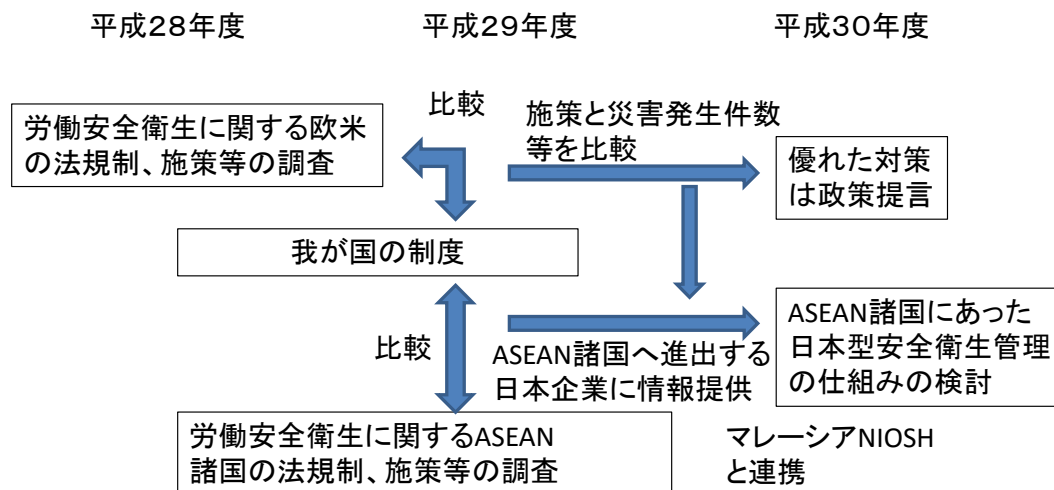 平成２８年度
平成２９年度
平成３０年度
比較
施策と災害発生件数
等を比較
労働安全衛生に関する欧米
の法規制、施策等の調査
優れた対策
は政策提言
我が国の制度
比較
ASEAN諸国へ進出する
日本企業に情報提供
ASEAN諸国にあった
日本型安全衛生管理
の仕組みの検討
労働安全衛生に関するASEAN
諸国の法規制、施策等の調査
マレーシアNIOSH
と連携